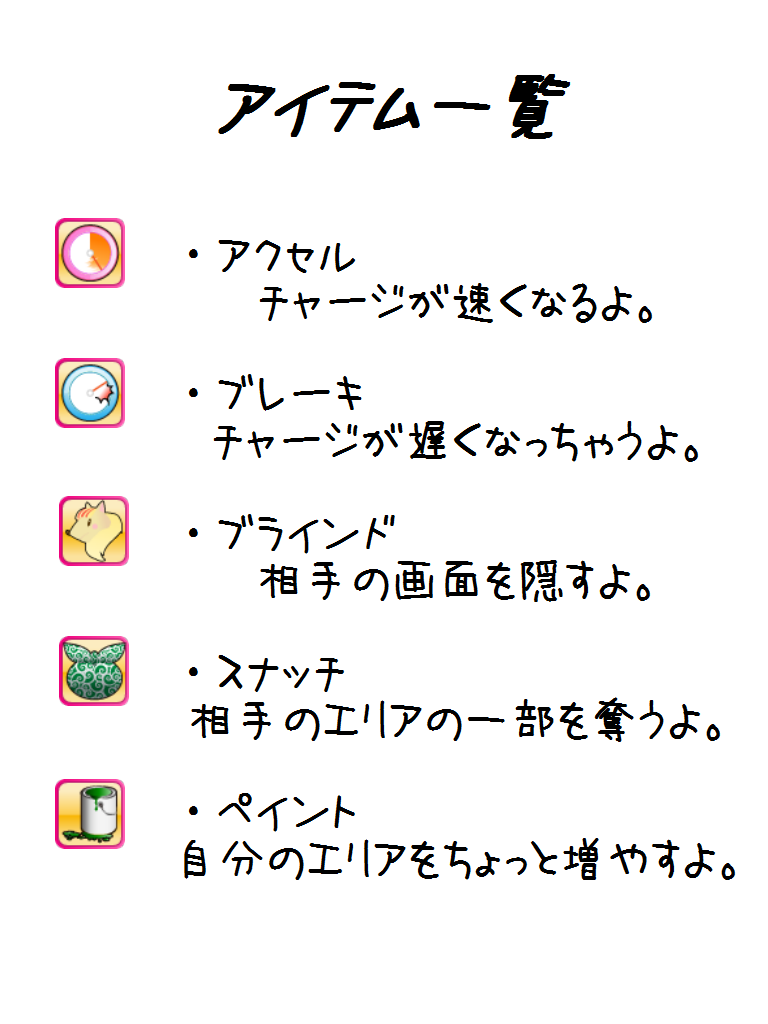 アイテム一覧
・アクセル
チャージが速くなるよ。
・ブレーキ
チャージが遅くなっちゃうよ。
・ブラインド
相手の画面を隠すよ。
・スナッチ
相手のエリアの一部を奪うよ。
・ペイント
自分のエリアをちょっと増やすよ。